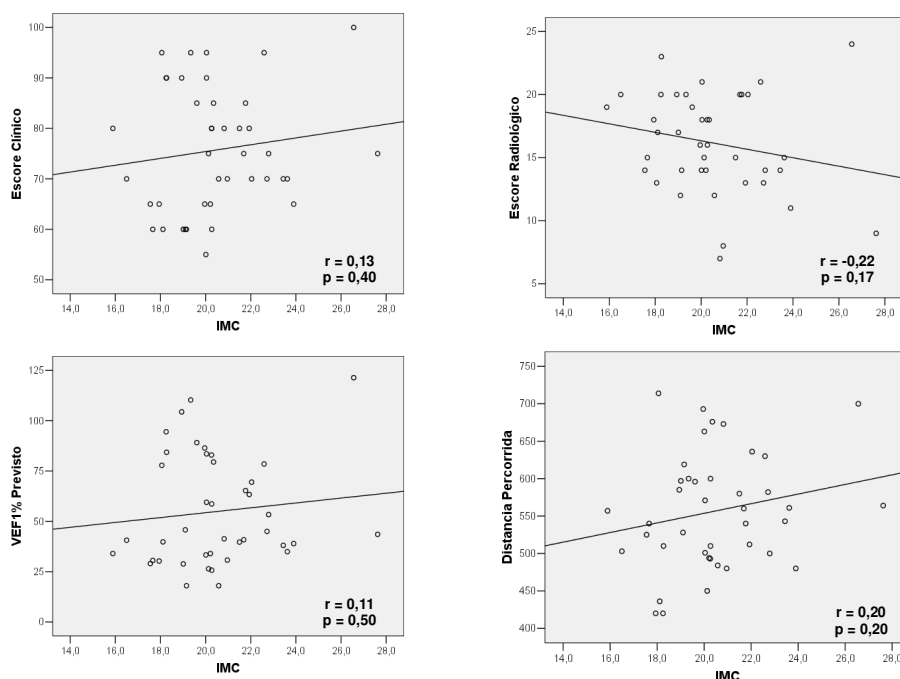 Escore Clínico
100
90
80
70
60
50
14,0 16,0 18,0 20,0 22,0 24,0 26,0 28,0
IMC
r = 0,13
p = 0,40
Escore Radiológico
25
20
15
10
5
14,0 16,0 18,0 20,0 22,0 24,0 26,0 28,0
IMC
r = -0,22
p = 0,17
VEF1% Previsto
125
100
75
50
25
0
14,0 16,0 18,0 20,0 22,0 24,0 26,0 28,0
IMC
r = 0,11
p = 0,50
Distancia Percorrida
750
700
650
600
550
500
450
400
14,0 16,0 18,0 20,0 22,0 24,0 26,0 28,0
IMC
r = 0,20
p = 0,20